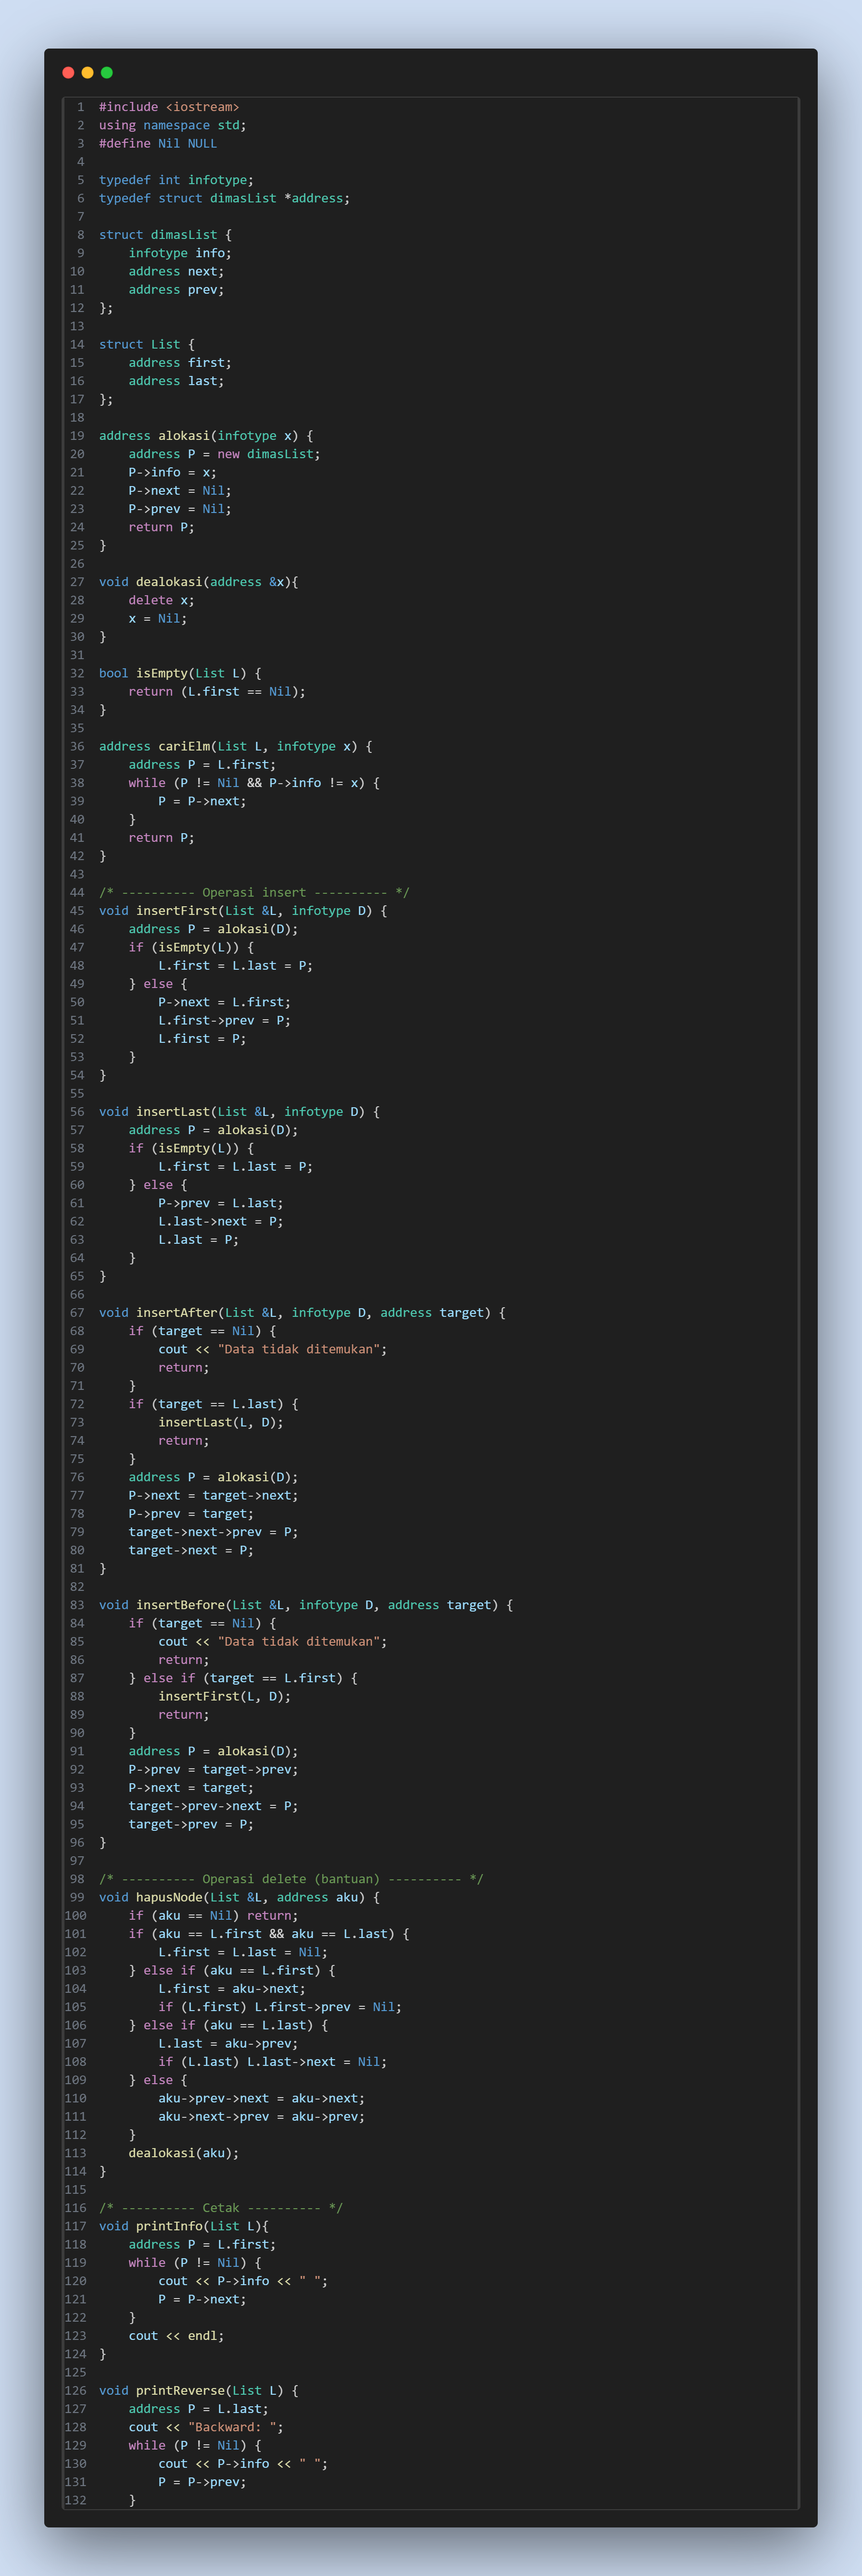 1 #include <iostream>
2 using namespace std;
3 #define Nil NULL
4
5 typedef int infotype;
6 typedef struct dimasList *address;
7
8 struct dimasList {
9     infotype info;
10     address next;
11     address prev;
12 };
13
14 struct List {
15     address first;
16     address last;
17 };
18
19 address alokasi(infotype x) {
20     address P = new dimasList;
21     P->info = x;
22     P->next = Nil;
23     P->prev = Nil;
24     return P;
25 }
26
27 void dealokasi(address &x){
28     delete x;
29     x = Nil;
30 }
31
32 bool isEmpty(List L) {
33     return (L.first == Nil);
34 }
35
36 address cariElm(List L, infotype x) {
37     address P = L.first;
38     while (P != Nil && P->info != x) {
39         P = P->next;
40     }
41     return P;
42 }
43
44 /* ---------- Operasi insert ---------- */
45 void insertFirst(List &L, infotype D) {
46     address P = alokasi(D);
47     if (isEmpty(L)) {
48         L.first = L.last = P;
49     } else {
50         P->next = L.first;
51         L.first->prev = P;
52         L.first = P;
53     }
54 }
55
56 void insertLast(List &L, infotype D) {
57     address P = alokasi(D);
58     if (isEmpty(L)) {
59         L.first = L.last = P;
60     } else {
61         P->prev = L.last;
62         L.last->next = P;
63         L.last = P;
64     }
65 }
66
67 void insertAfter(List &L, infotype D, address target) {
68     if (target == Nil) {
69         cout << "Data tidak ditemukan";
70         return;
71     }
72     if (target == L.last) {
73         insertLast(L, D);
74         return;
75     }
76     address P = alokasi(D);
77     P->next = target->next;
78     P->prev = target;
79     target->next->prev = P;
80     target->next = P;
81 }
82
83 void insertBefore(List &L, infotype D, address target) {
84     if (target == Nil) {
85         cout << "Data tidak ditemukan";
86         return;
87     } else if (target == L.first) {
88         insertFirst(L, D);
89         return;
90     }
91     address P = alokasi(D);
92     P->prev = target->prev;
93     P->next = target;
94     target->prev->next = P;
95     target->prev = P;
96 }
97
98 /* ---------- Operasi delete (bantuan) ---------- */
99 void hapusNode(List &L, address aku) {
100     if (aku == Nil) return;
101     if (aku == L.first && aku == L.last) {
102         L.first = L.last = Nil;
103     } else if (aku == L.first) {
104         L.first = aku->next;
105         if (L.first) L.first->prev = Nil;
106     } else if (aku == L.last) {
107         L.last = aku->prev;
108         if (L.last) L.last->next = Nil;
109     } else {
110         aku->prev->next = aku->next;
111         aku->next->prev = aku->prev;
112     }
113     dealokasi(aku);
114 }
115
116 /* ---------- Cetak ---------- */
117 void printInfo(List L){
118     address P = L.first;
119     while (P != Nil) {
120         cout << P->info << " ";
121         P = P->next;
122     }
123     cout << endl;
124 }
125
126 void printReverse(List L) {
127     address P = L.last;
128     cout << "Backward: ";
129     while (P != Nil) {
130         cout << P->info << " ";
131         P = P->prev;
132     }